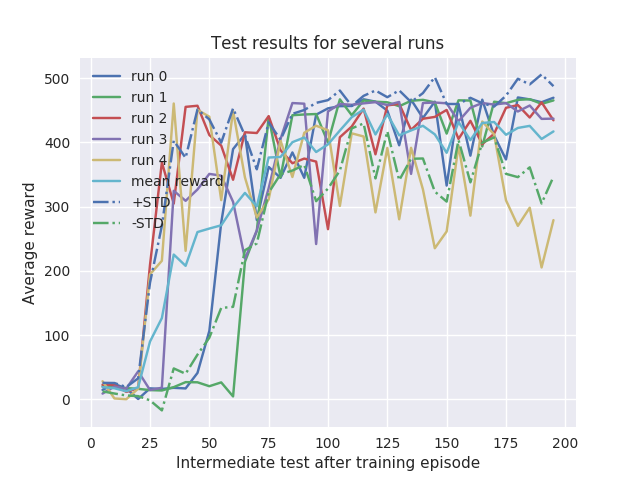 Test results for several runs
500
400
300
200
100
0
Average reward
run 0
run 1
run 2
run 3
run 4
mean reward
+STD
-STD
0 25 50 75 100 125 150 175 200
Intermediate test after training episode